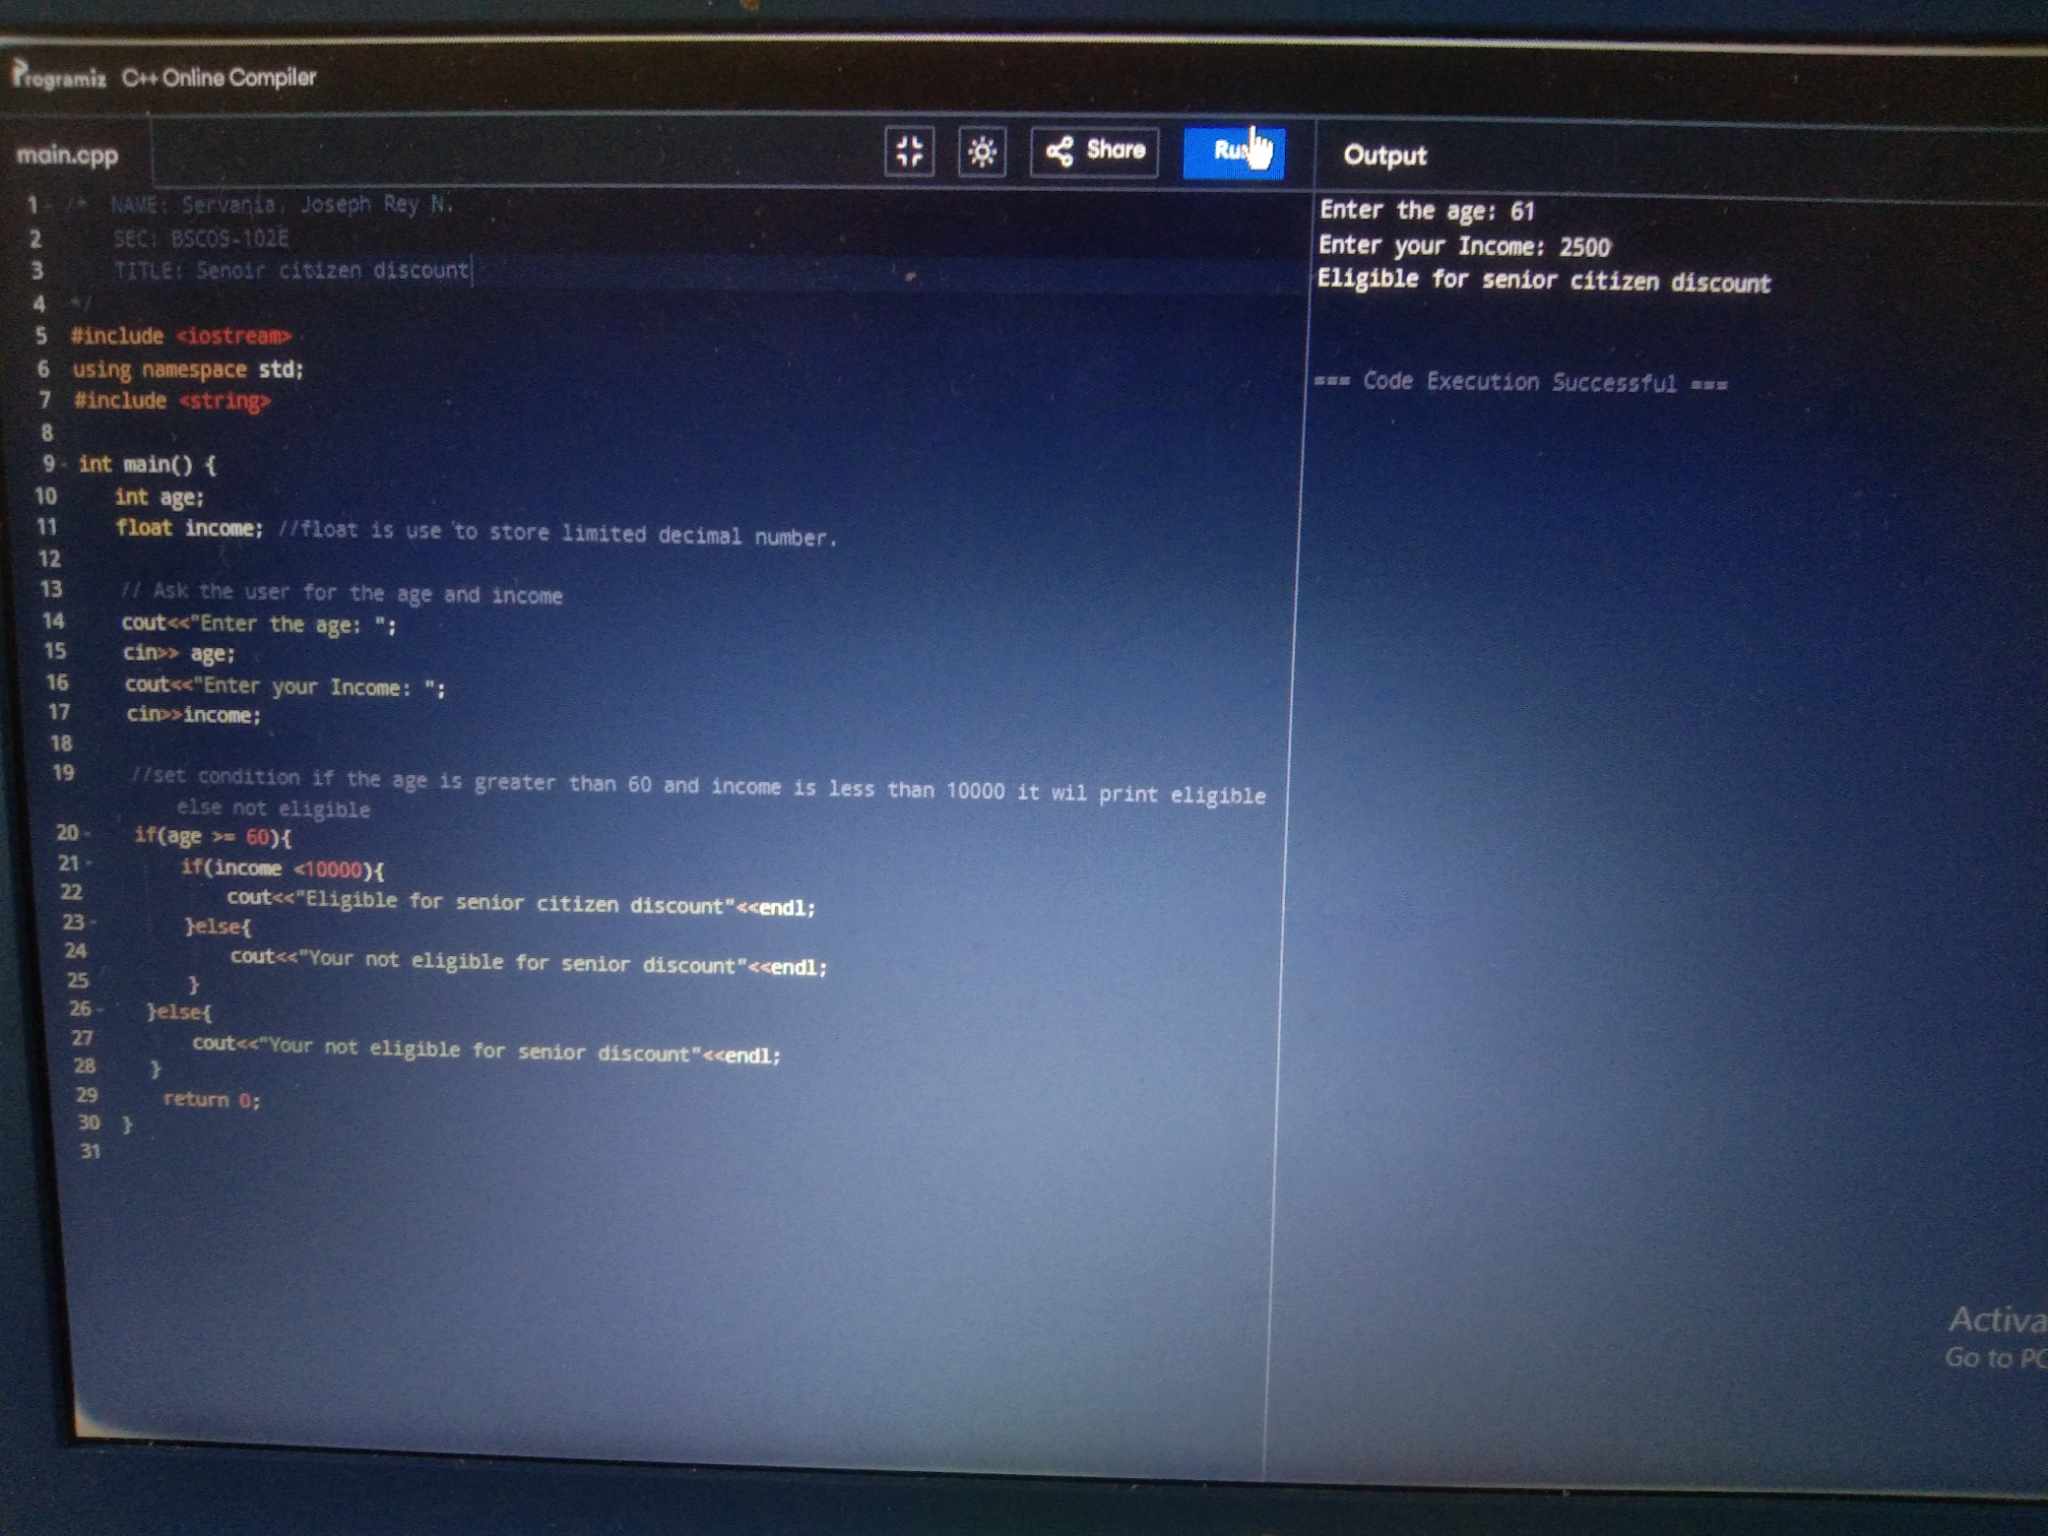 Programiz C++ Online Compiler
main.cpp
Share
Output
1 /* NAME: Servania, Joseph Rey N.
2 SEC: BSCOS-102E
3 TITLE: Senoir citizen discount
4 */
5 #include <iostream>
6 using namespace std;
7 #include <string>
8
9 int main() {
10 int age;
11 float income; //float is use to store limited decimal number.
12
13 // Ask the user for the age and income
14 cout<<"Enter the age: ";
15 cin>> age;
16 cout<<"Enter your Income: ";
17 cin>>income;
18
19 //set condition if the age is greater than 60 and income is less than 10000 it wil print eligible
else not eligible
20 if(age >= 60){
21 if(income <10000){
22 cout<<"Eligible for senior citizen discount"<<endl;
23 }else{
24 cout<<"Your not eligible for senior discount"<<endl;
25 }
26 }else{
27 cout<<"Your not eligible for senior discount"<<endl;
28 }
29 return 0;
30 }
31
Enter the age: 61
Enter your Income: 2500
Eligible for senior citizen discount
=== Code Execution Successful ===
Activa
Go to PC